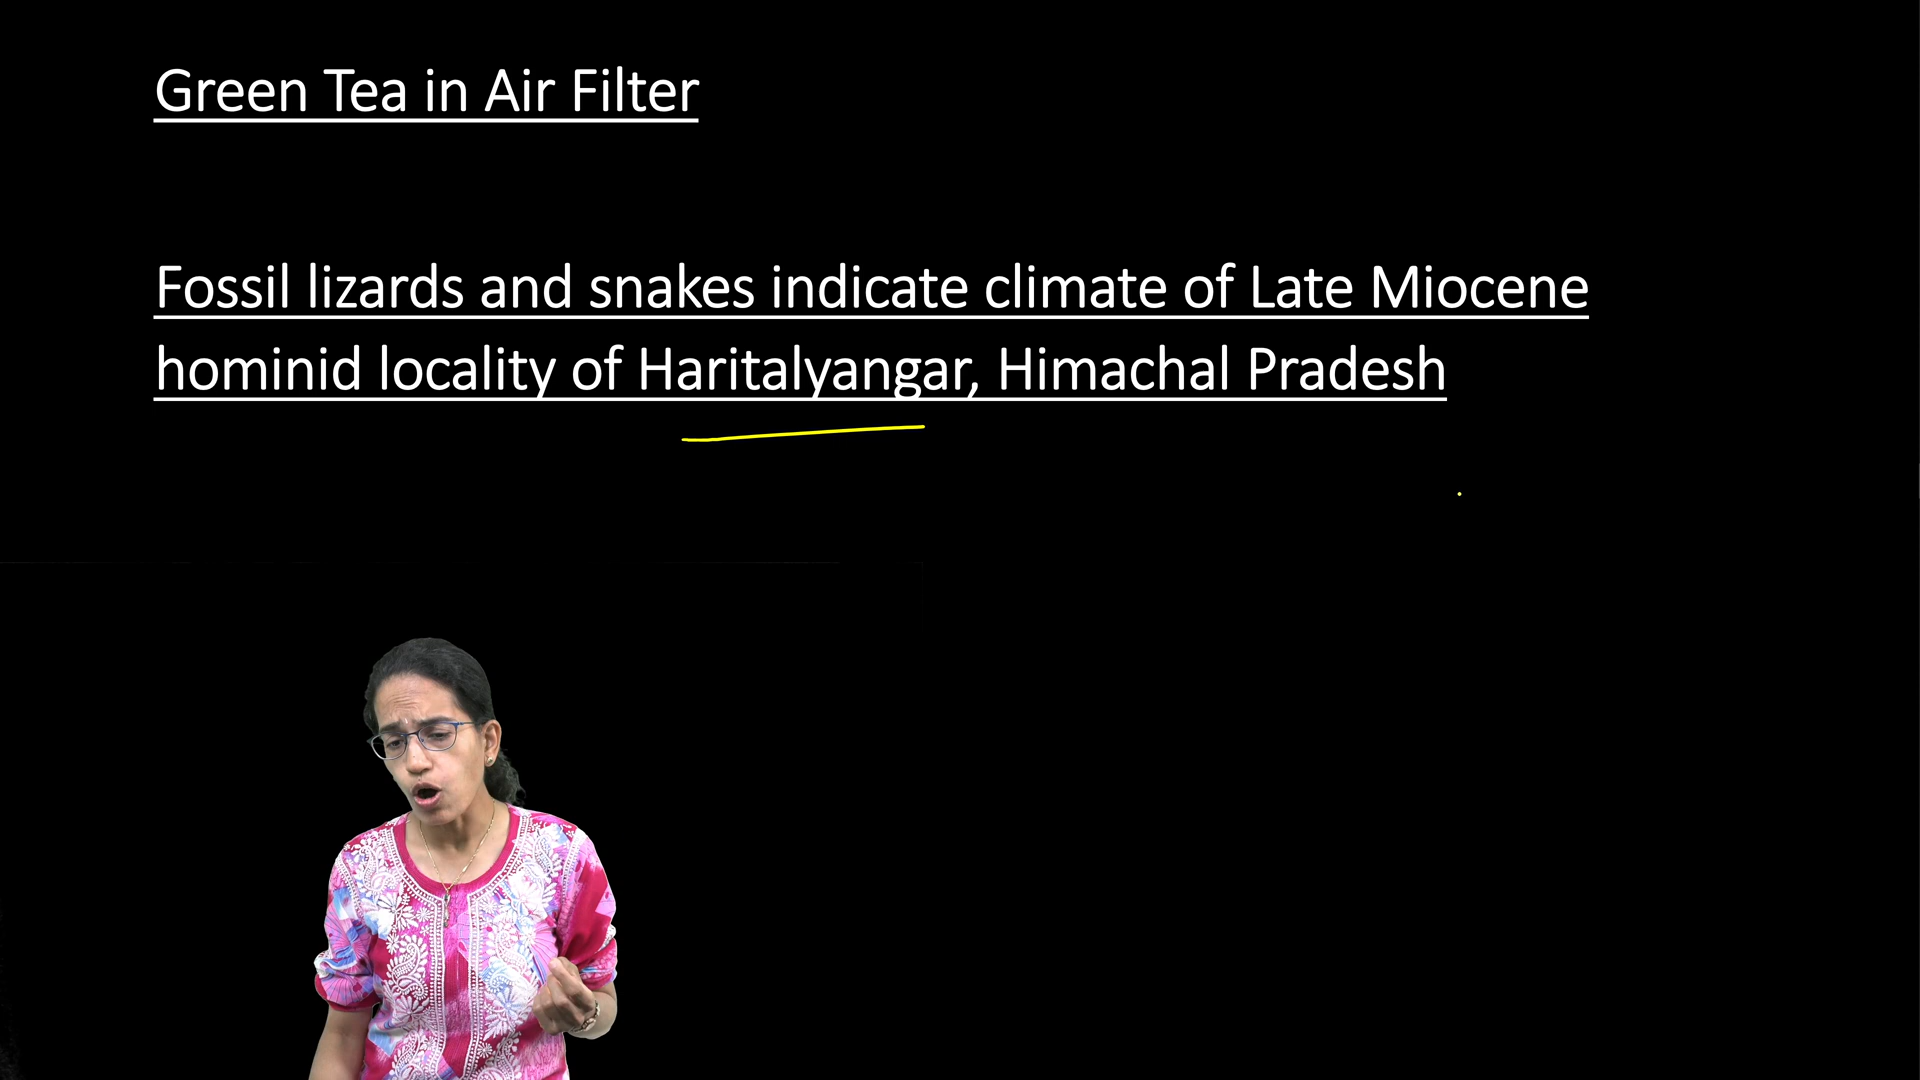 Green Tea in Air Filter
Fossil lizards and snakes indicate climate of Late Miocene
hominid locality of Haritalyangar, Himachal Pradesh